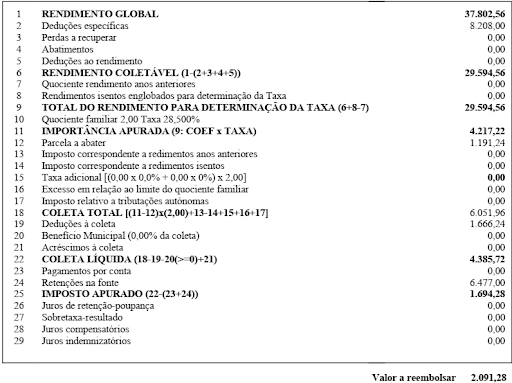 1 RENDIMENTO GLOBAL 37.802,56
2 Deduções específicas 8.208,00
3 Perdas a recuperar 0,00
4 Abatimentos 0,00
5 Deduções ao rendimento 0,00
6 RENDIMENTO COLETÁVEL (1-(2+3+4+5)) 29.594,56
7 Quociente rendimento anos anteriores 0,00
8 Rendimentos isentos englobados para determinação da Taxa 0,00
9 TOTAL DO RENDIMENTO PARA DETERMINAÇÃO DA TAXA (6+8-7) 29.594,56
10 Quociente familiar 2,00 Taxa 28,500%
11 IMPORTÂNCIA APURADA (9: COEF x TAXA) 4.217,22
12 Parcela a abater 1.191,24
13 Imposto correspondente a redimentos anos anteriores 0,00
14 Imposto correspondente a redimentos isentos 0,00
15 Taxa adicional [(0,00 x 0,0% + 0,00 x 0%) x 2,00] 0,00
16 Excesso em relação ao limite do quociente familiar 0,00
17 Imposto relativo a tributações autónomas 0,00
18 COLETA TOTAL [(11-12)x(2,00)+13-14+15+16+17] 6.051,96
19 Deduções à coleta 1.666,24
20 Benefício Municipal (0,00% da coleta) 0,00
21 Acréscimos à coleta 0,00
22 COLETA LÍQUIDA (18-19-20(>=0)+21) 4.385,72
23 Pagamentos por conta 0,00
24 Retenções na fonte 6.477,00
25 IMPOSTO APURADO (22-(23+24)) 1.694,28
26 Juros de retenção-poupança 0,00
27 Sobretaxa-resultado 0,00
28 Juros compensatórios 0,00
29 Juros indemnizatórios 0,00
Valor a reembolsar 2.091,28